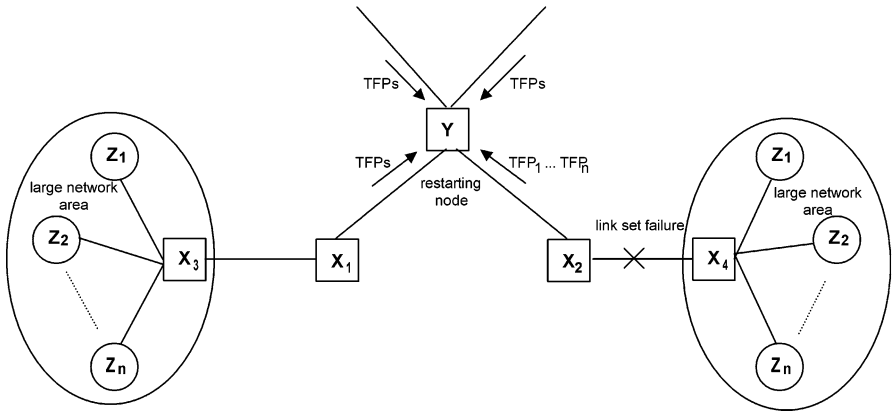 TFPs
TFPs
Y
TFPs
TFP1 ... TFPn
restarting
node
Z1
large network
area
Z2
X3
Zn
X1
X2
link set failure
X4
Z1
large network
area
Z2
Zn